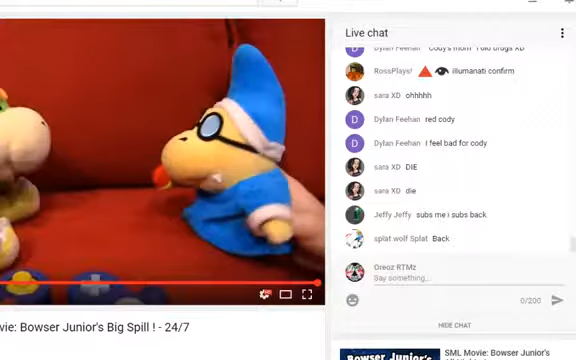 Live chat
Dylan Feehan Cody's mom I old drugs XD
RossPlays! illumanati confirm
sara XD ohhhhh
Dylan Feehan red cody
Dylan Feehan I feel bad for cody
sara XD DIE
sara XD die
Jeffy Jeffy subs me i subs back
splat wolf Splat Back
Oreoz RTMz
Say something...
0/200
HIDE CHAT
vie: Bowser Junior's Big Spill ! - 24/7
SML Movie: Bowser Junior's
Bowser Junior's